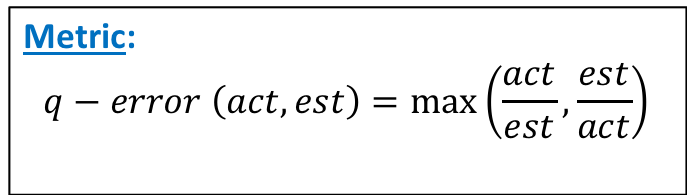 Metric:
q − error (act, est) = max(act/est, est/act)